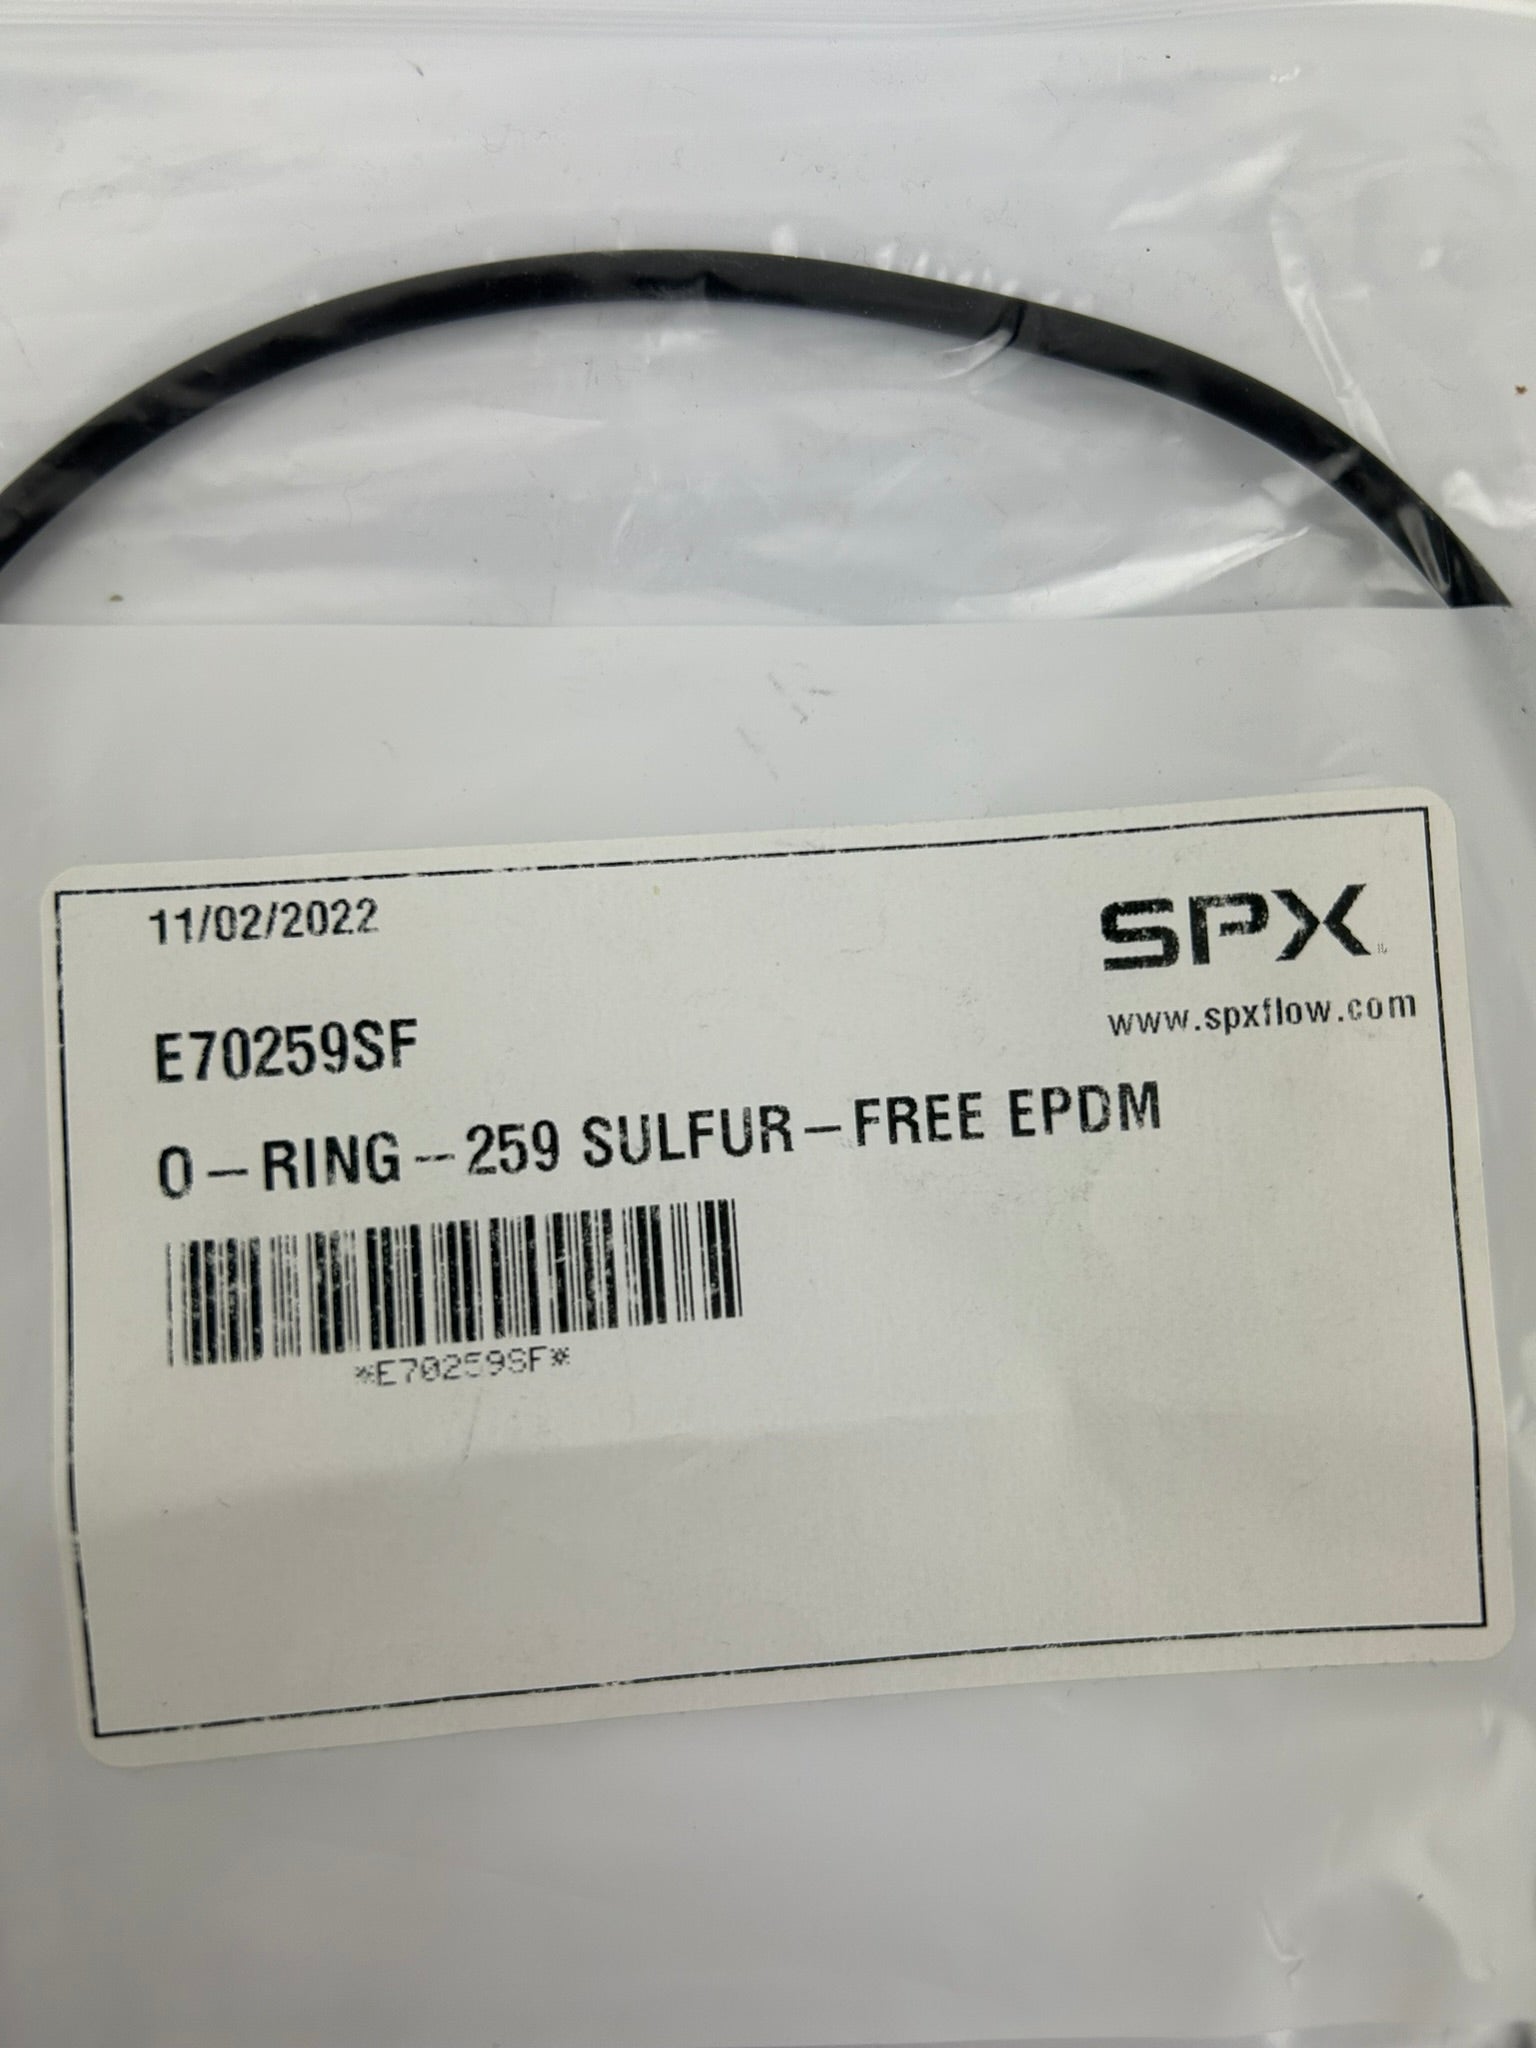 11/02/2022
SPX
www.spxflow.com
E70259SF
O-RING--259 SULFUR-FREE EPDM
*E70259SF*